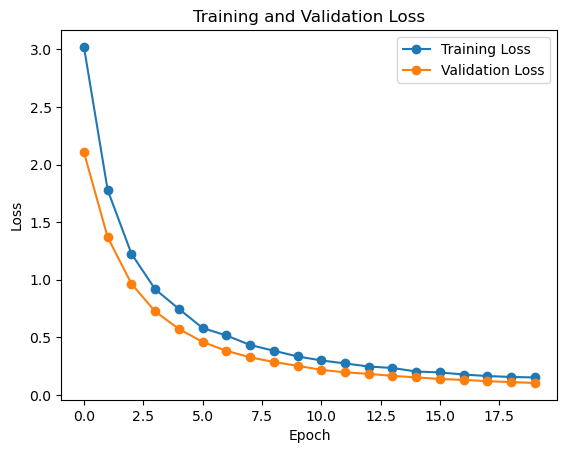 Training and Validation Loss
Training Loss
Validation Loss
3.0
2.5
2.0
1.5
1.0
0.5
0.0
Loss
0.0 2.5 5.0 7.5 10.0 12.5 15.0 17.5
Epoch